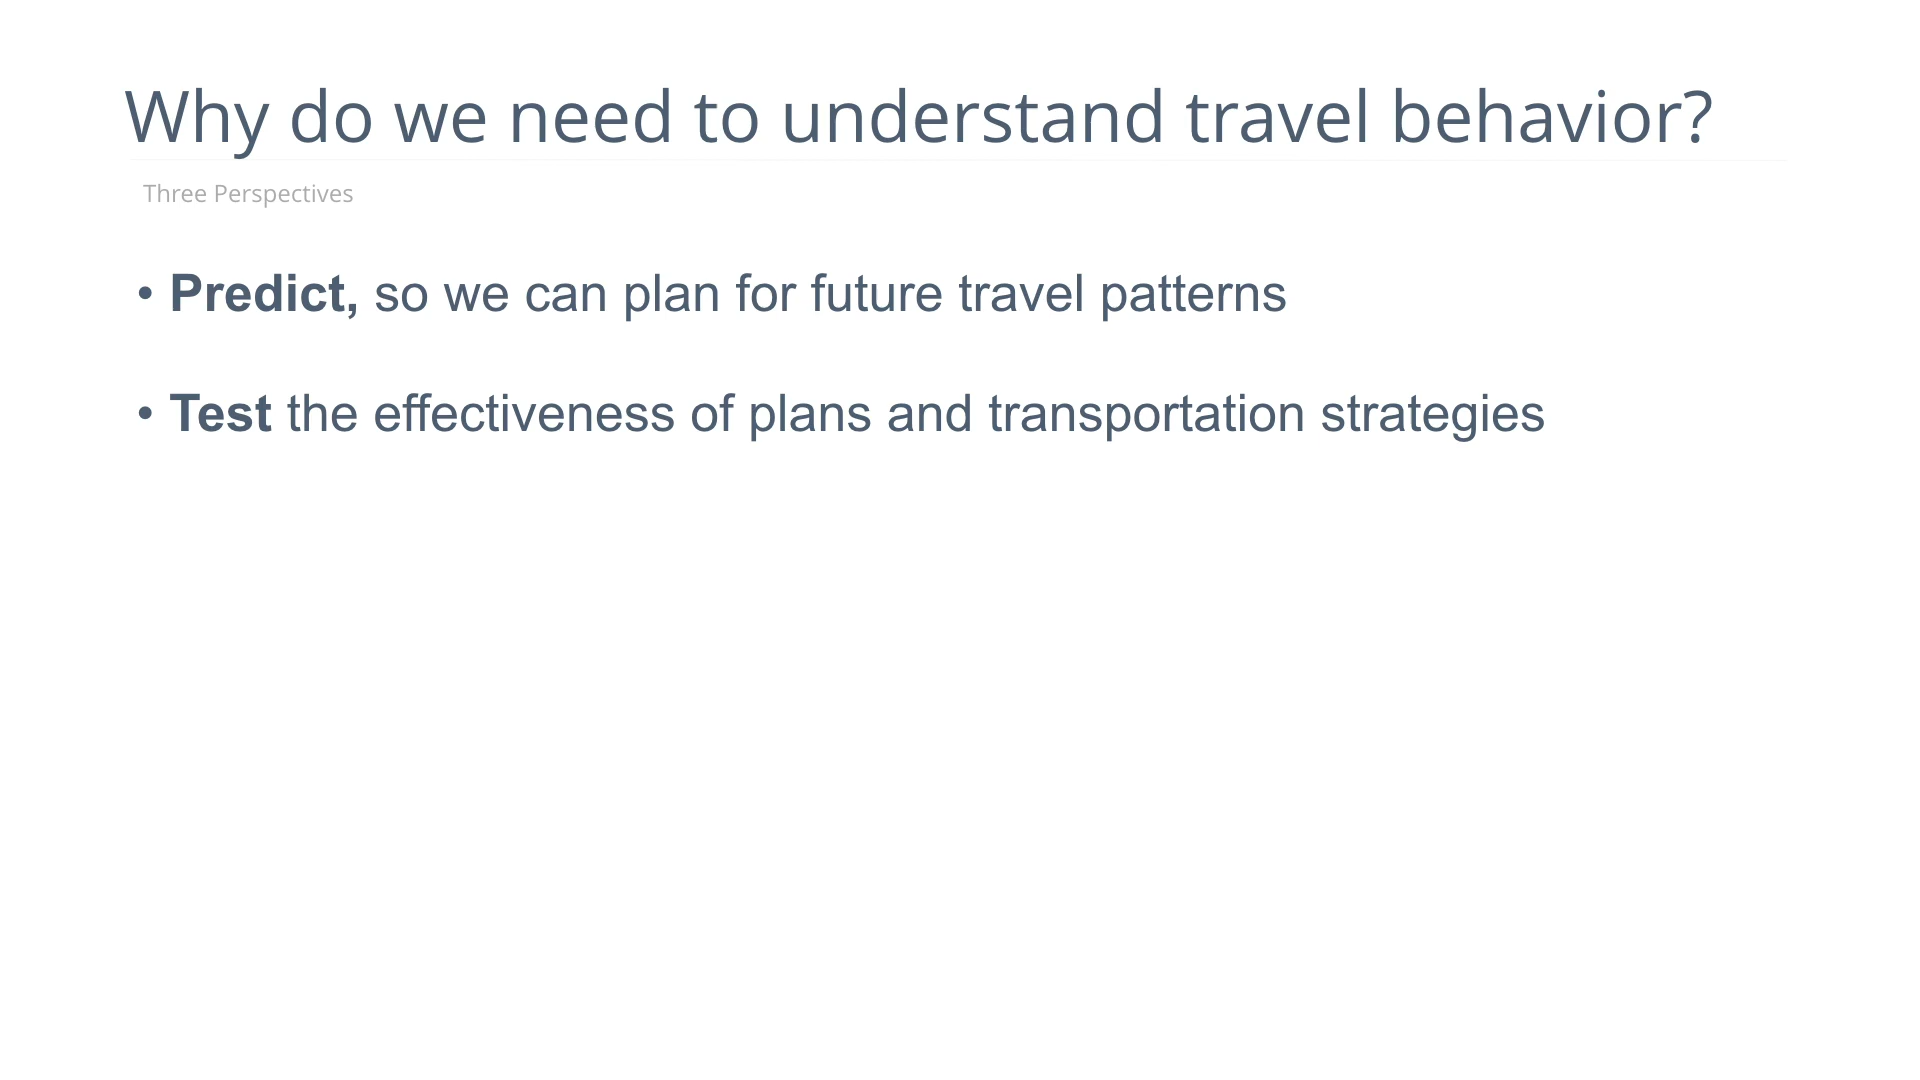 Why do we need to understand travel behavior?
Three Perspectives
• Predict, so we can plan for future travel patterns
• Test the effectiveness of plans and transportation strategies